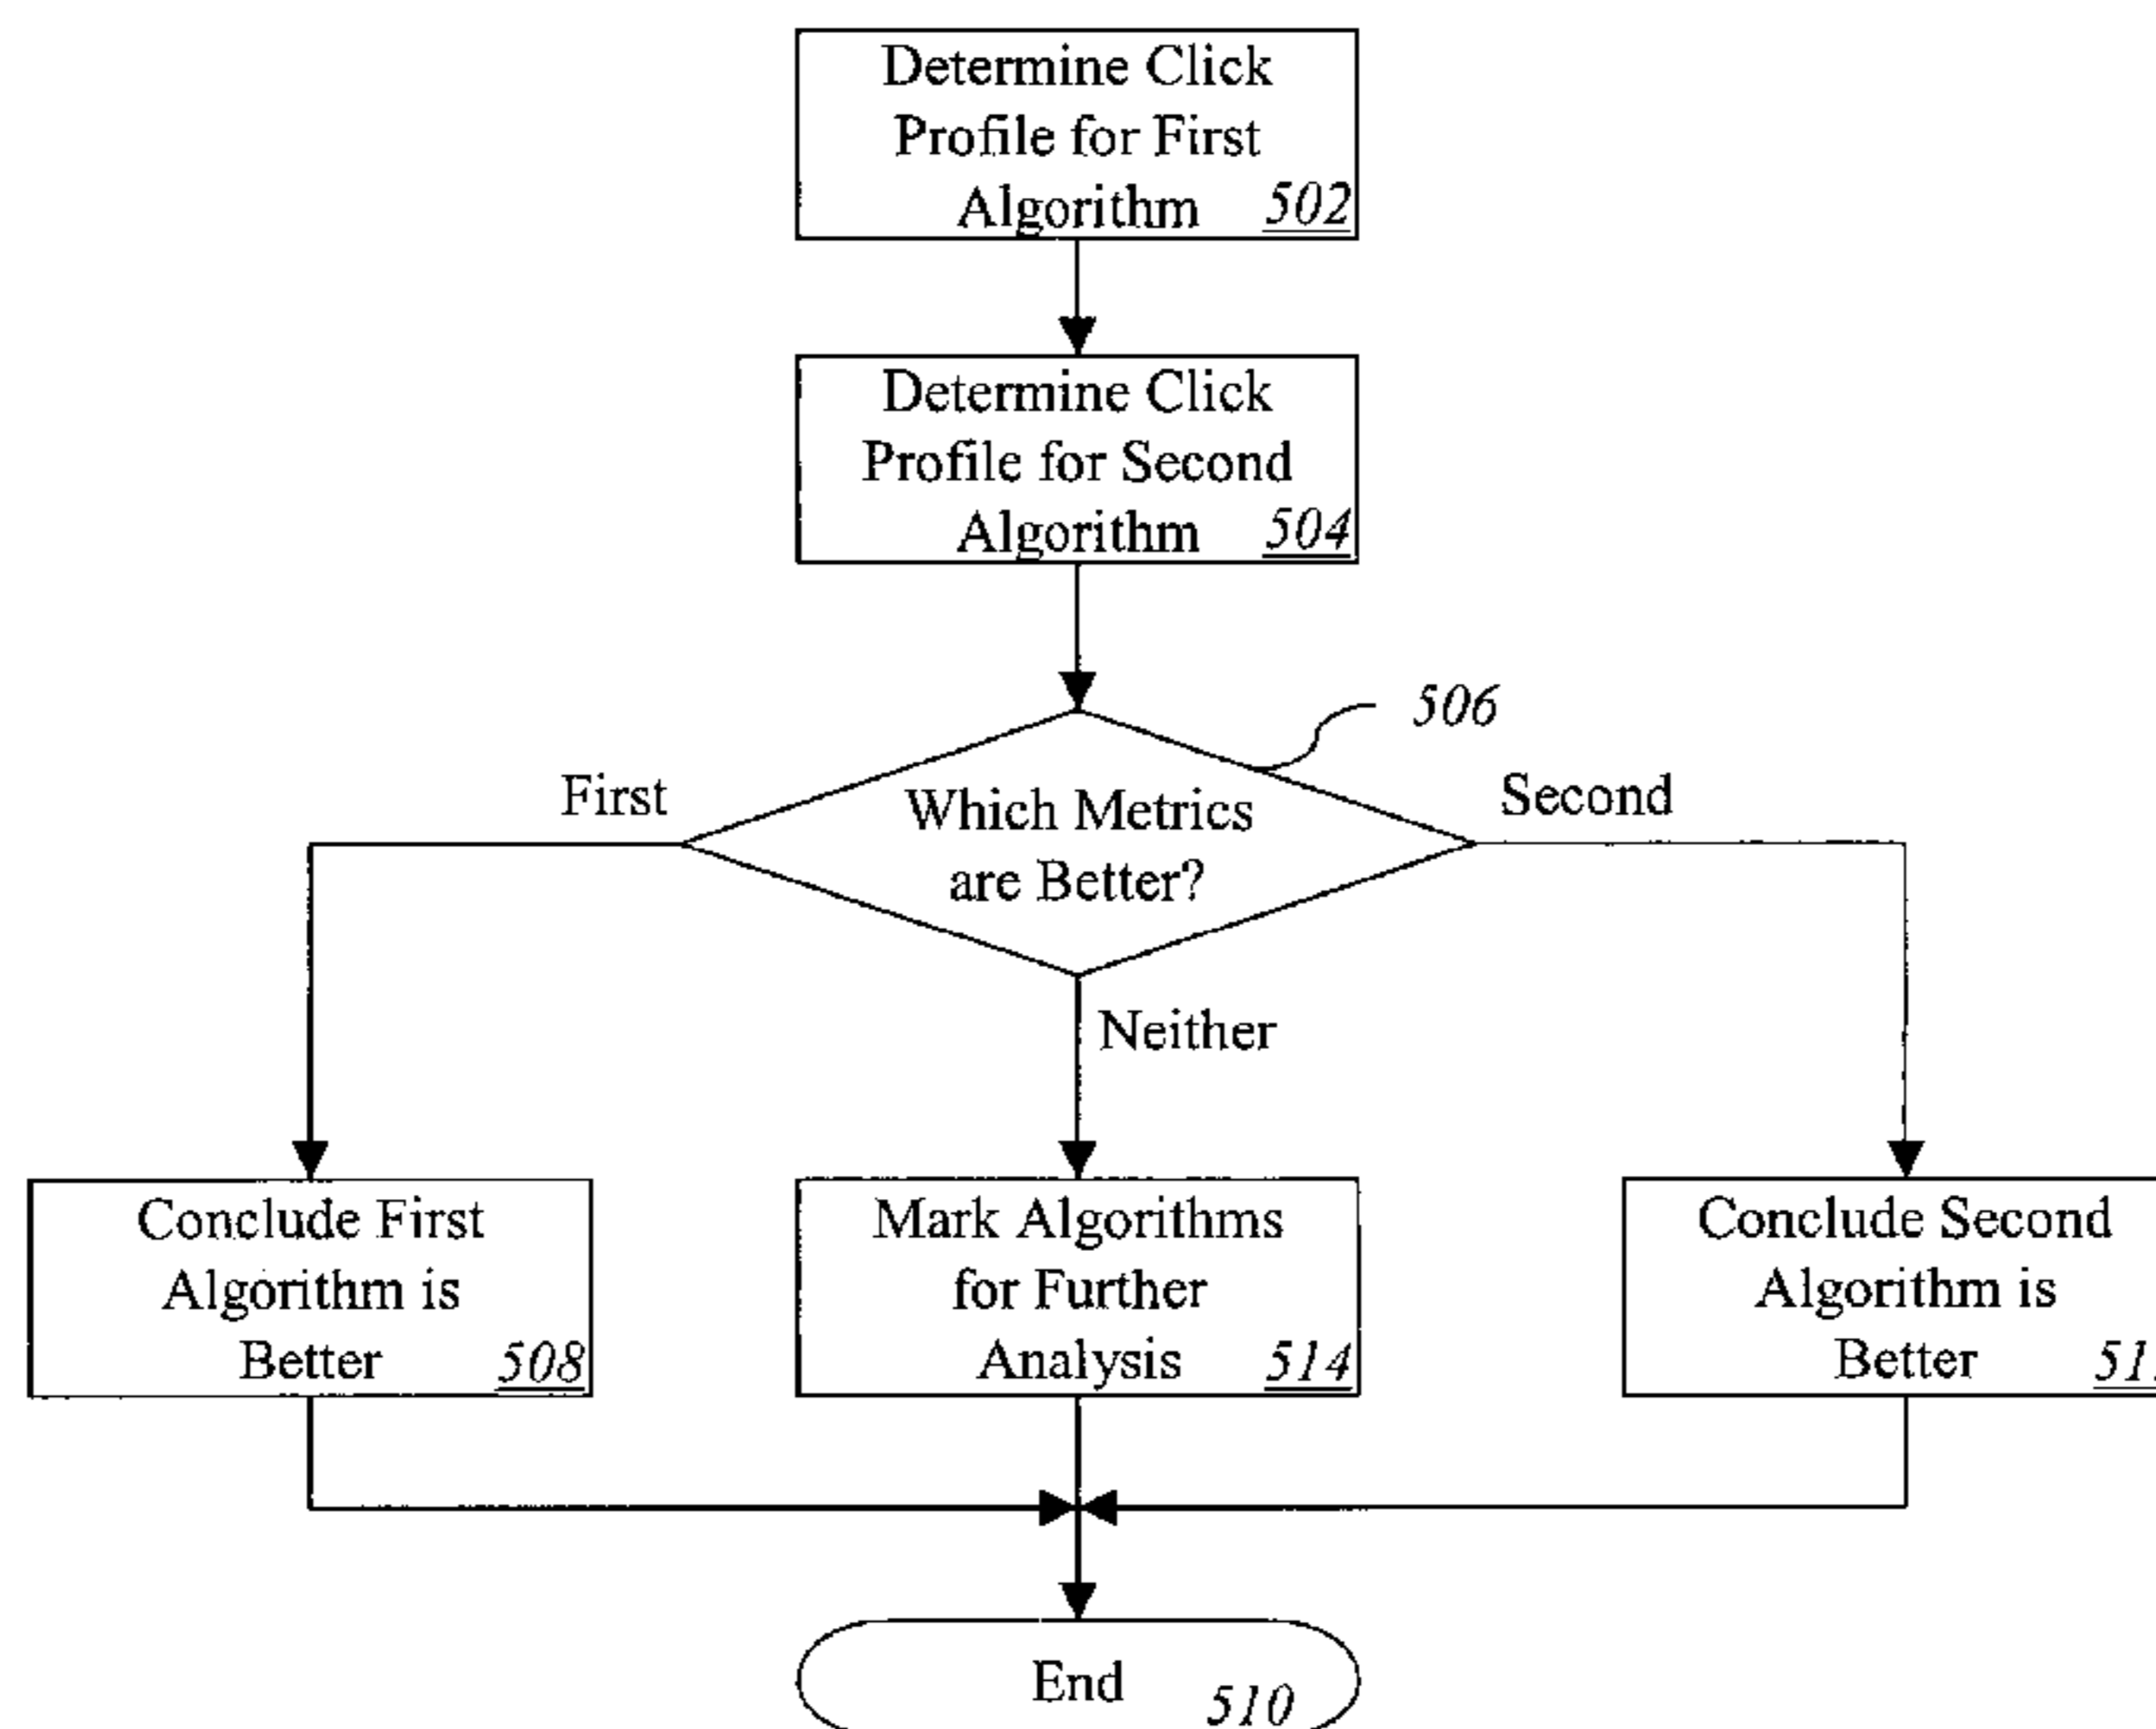 Determine Click
Profile for First
Algorithm 502
Determine Click
Profile for Second
Algorithm 504
506
First
Second
Which Metrics
are Better?
Neither
Conclude First
Algorithm is
Better 508
Mark Algorithms
for Further
Analysis 514
Conclude Second
Algorithm is
Better
End 510